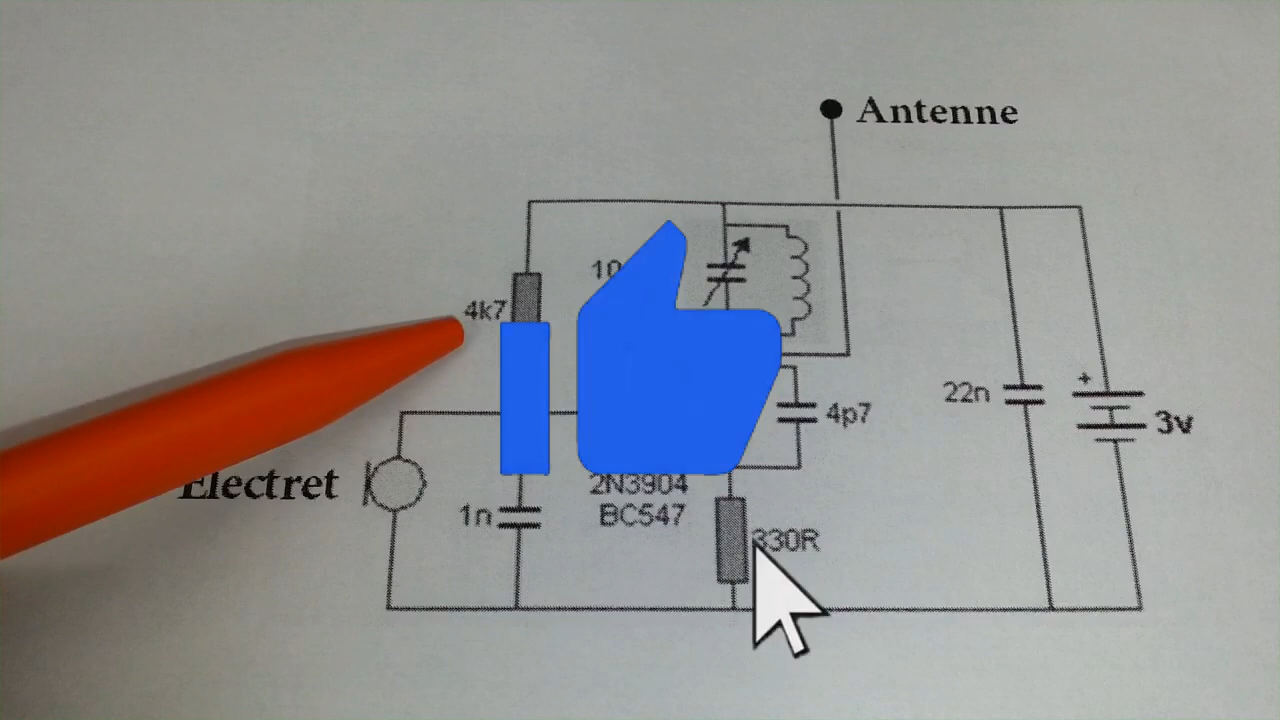 Antenne
10
4k7
+
22n
4p7
3v
Electret
2N3904
BC547
1n
330R